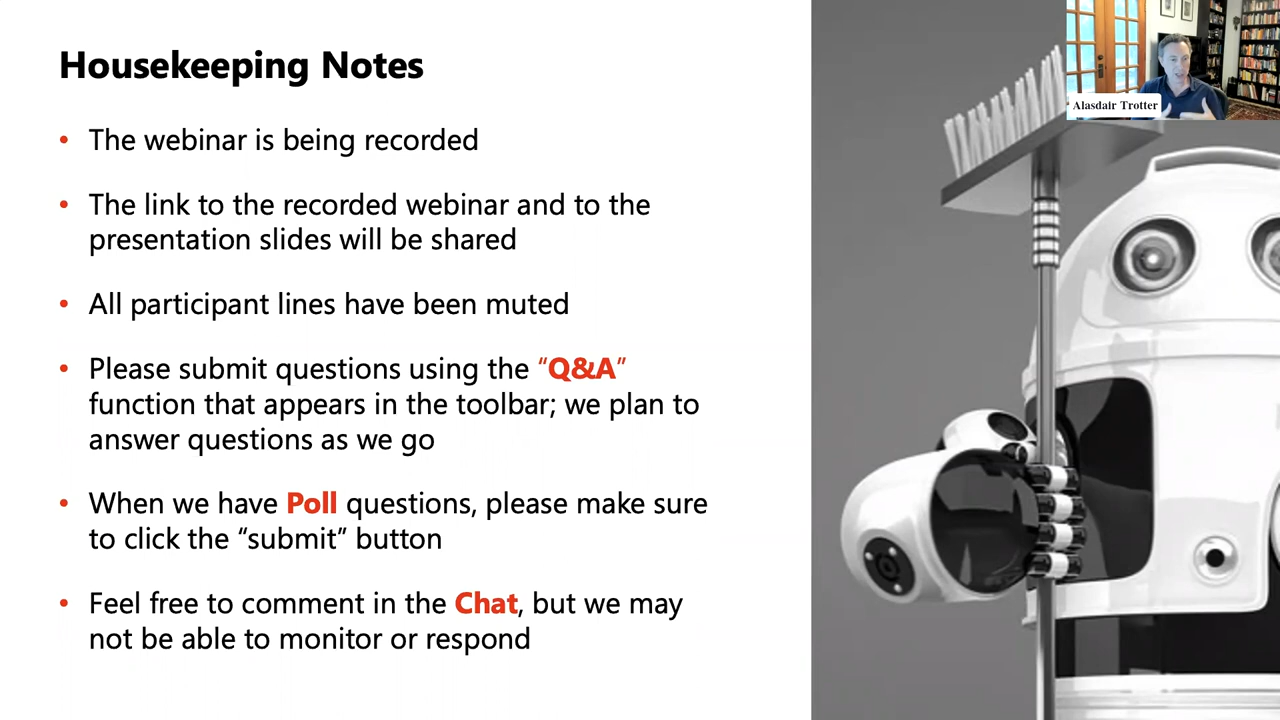 Housekeeping Notes
• The webinar is being recorded
• The link to the recorded webinar and to the
presentation slides will be shared
• All participant lines have been muted
• Please submit questions using the “Q&A”
function that appears in the toolbar; we plan to
answer questions as we go
• When we have Poll questions, please make sure
to click the “submit” button
• Feel free to comment in the Chat, but we may
not be able to monitor or respond
Alasdair Trotter